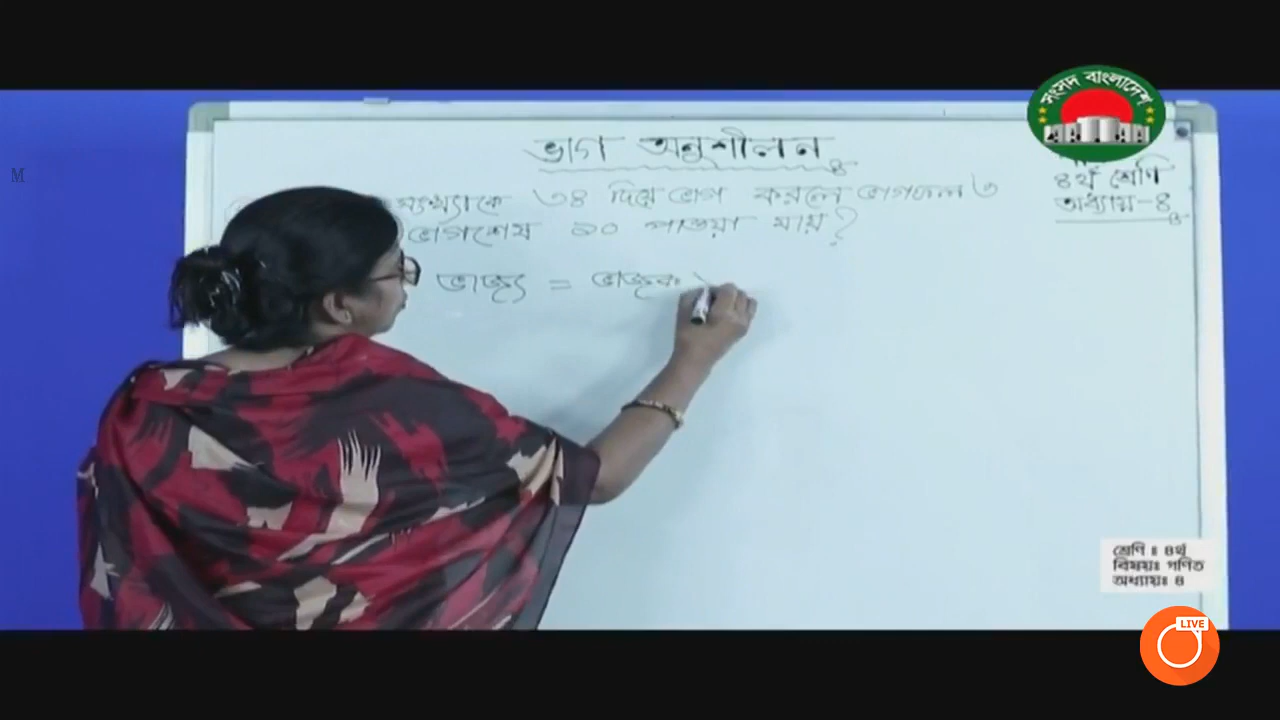 সংসদ বাংলাদেশ
M
ভাগ অনুশীলন
৪র্থ শ্রেণি
অধ্যায়-৪
সংখ্যাকে ৩৪ দিয়ে ভাগ করলে ভাগফল ৩
ভাগশেষ ১০ পাওয়া যায়?
ভাজ্য = ভাজক
শ্রেণি ঃ ৪র্থ
বিষয়ঃ গণিত
অধ্যায়ঃ ৪
LIVE